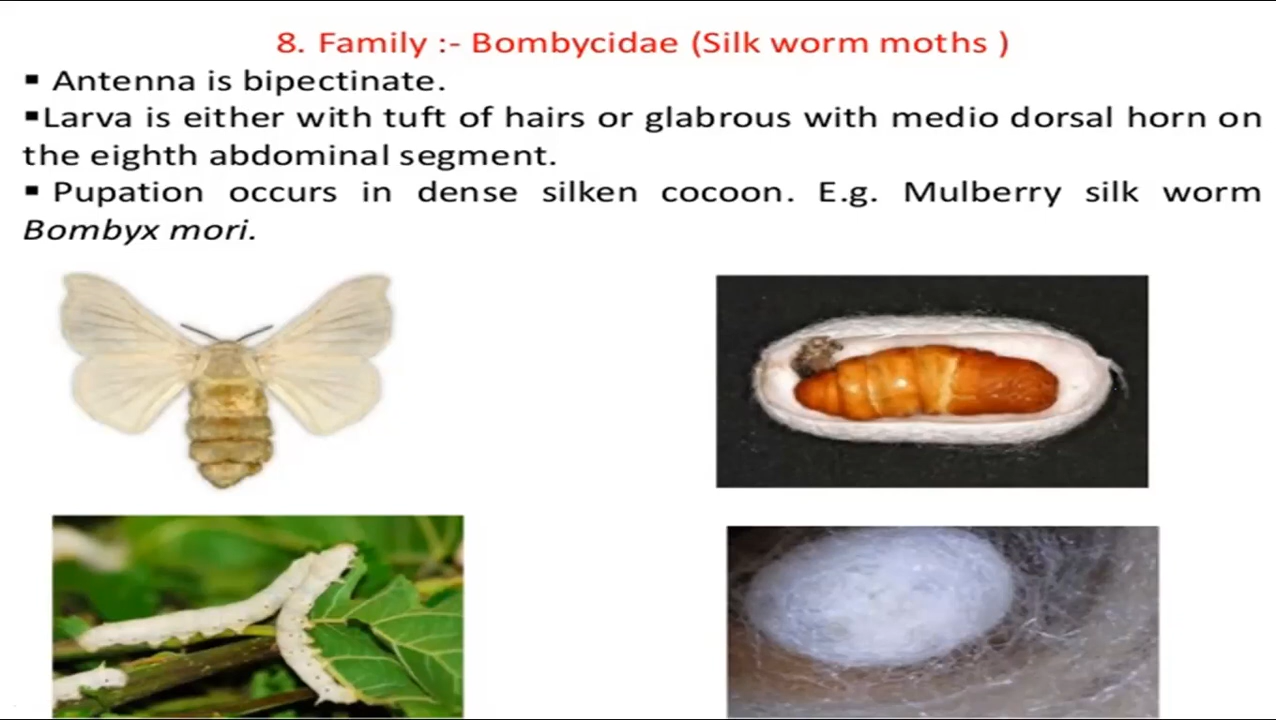 8. Family :- Bombycidae (Silk worm moths )
▪ Antenna is bipectinate.
▪Larva is either with tuft of hairs or glabrous with medio dorsal horn on
the eighth abdominal segment.
▪ Pupation occurs in dense silken cocoon. E.g. Mulberry silk worm
Bombyx mori.